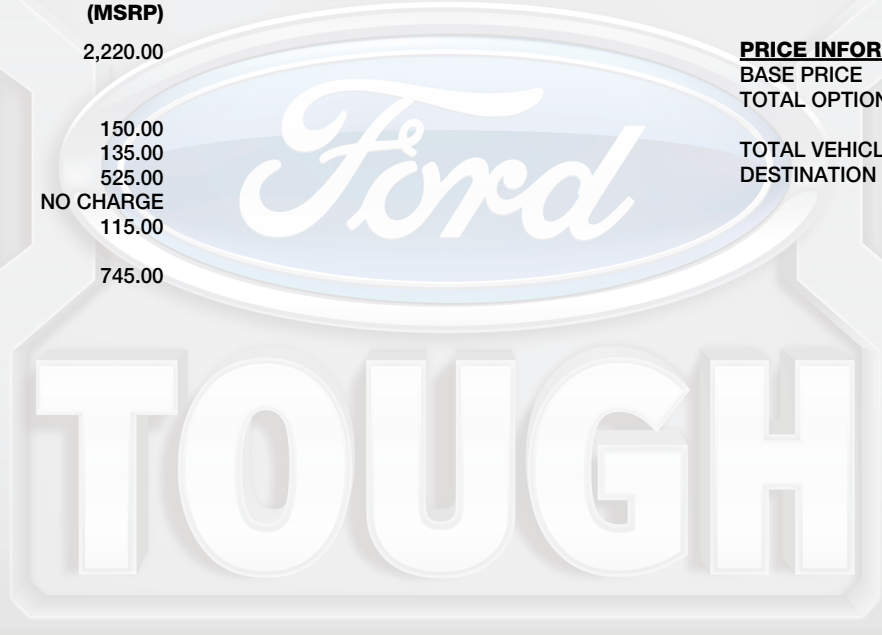 (MSRP)
2,220.00
150.00
135.00
525.00
NO CHARGE
115.00
745.00
PRICE INFOR
BASE PRICE
TOTAL OPTION
TOTAL VEHICL
DESTINATION
Ford
TOUGH